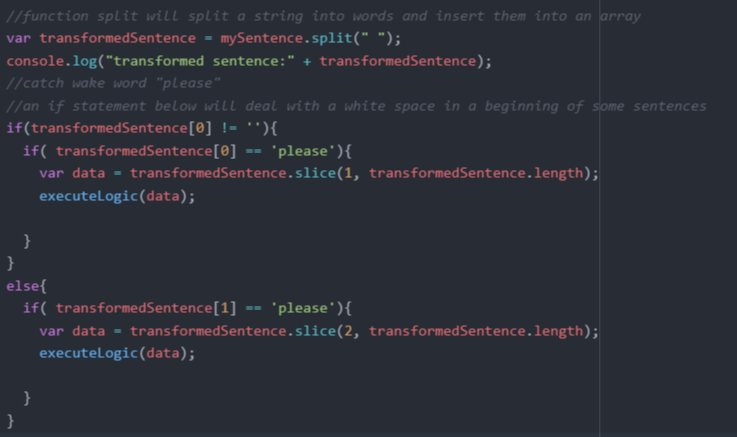 //function split will split a string into words and insert them into an array
var transformedSentence = mySentence.split(" ");
console.log("transformed sentence:" + transformedSentence);
//catch wake word "please"
//an if statement below will deal with a white space in a beginning of some sentences
if(transformedSentence[0] != ''){
  if( transformedSentence[0] == 'please'){
    var data = transformedSentence.slice(1, transformedSentence.length);
    executeLogic(data);

  }
}
else{
  if( transformedSentence[1] == 'please'){
    var data = transformedSentence.slice(2, transformedSentence.length);
    executeLogic(data);

  }
}